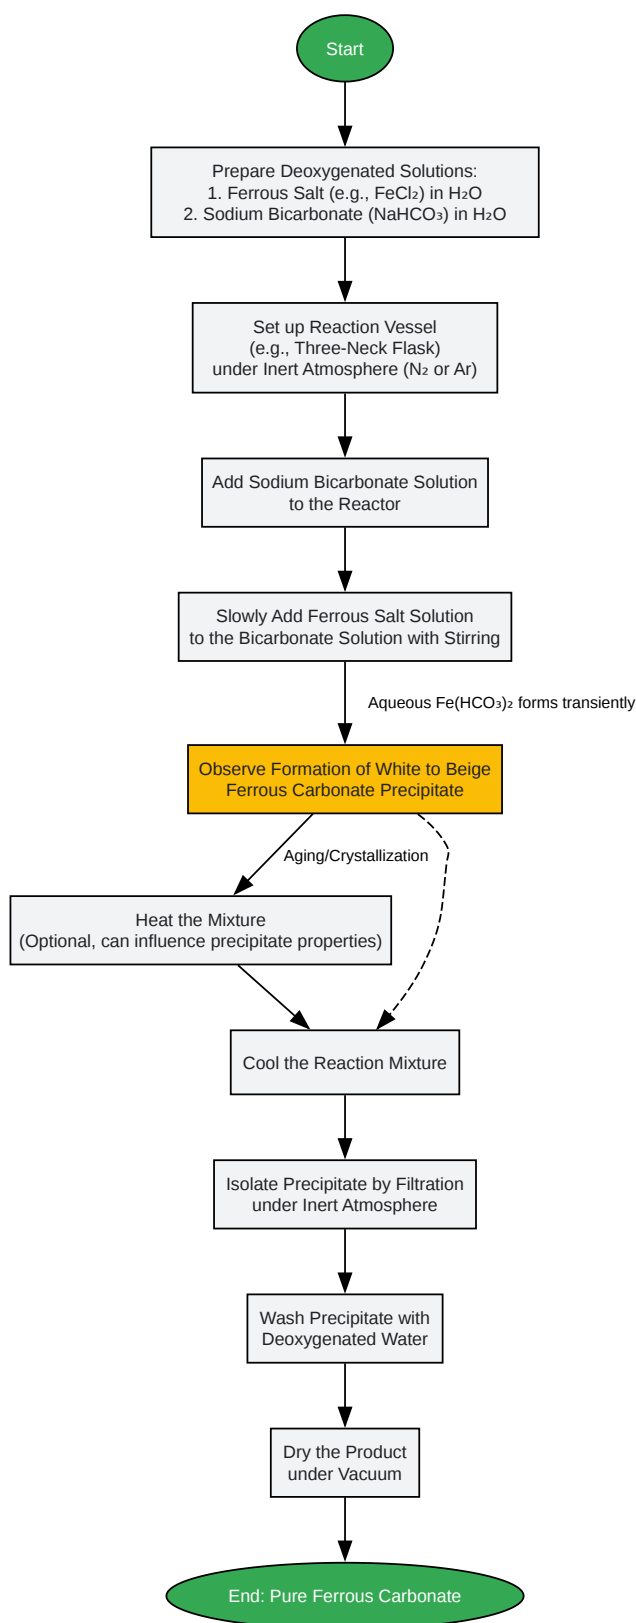 Start
Prepare Deoxygenated Solutions:
1. Ferrous Salt (e.g., FeCl₂) in H₂O
2. Sodium Bicarbonate (NaHCO₃) in H₂O
Set up Reaction Vessel
(e.g., Three-Neck Flask)
under Inert Atmosphere (N₂ or Ar)
Add Sodium Bicarbonate Solution
to the Reactor
Slowly Add Ferrous Salt Solution
to the Bicarbonate Solution with Stirring
Aqueous Fe(HCO₃)₂ forms transiently
Observe Formation of White to Beige
Ferrous Carbonate Precipitate
Aging/Crystallization
Heat the Mixture
(Optional, can influence precipitate properties)
Cool the Reaction Mixture
Isolate Precipitate by Filtration
under Inert Atmosphere
Wash Precipitate with
Deoxygenated Water
Dry the Product
under Vacuum
End: Pure Ferrous Carbonate